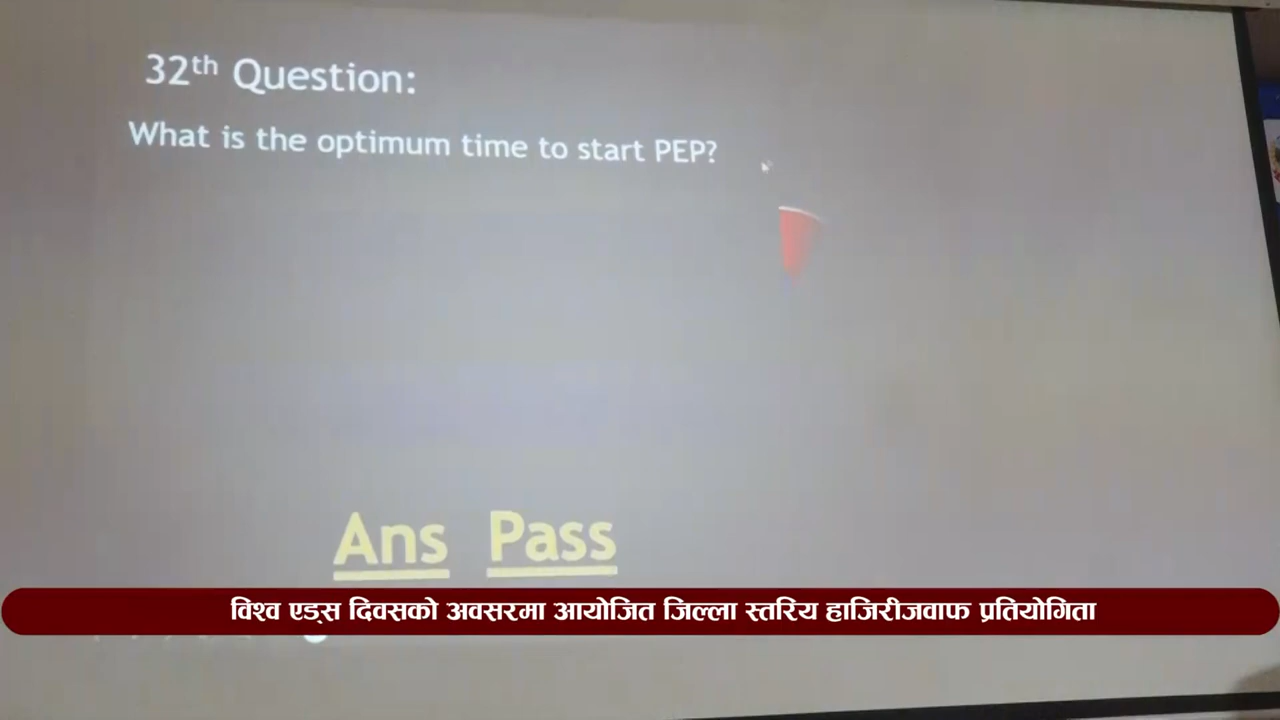 32th Question:
What is the optimum time to start PEP?
Ans Pass
विश्व एड्स दिवसको अवसरमा आयोजित जिल्ला स्तरिय हाजिरीजवाफ प्रतियोगिता